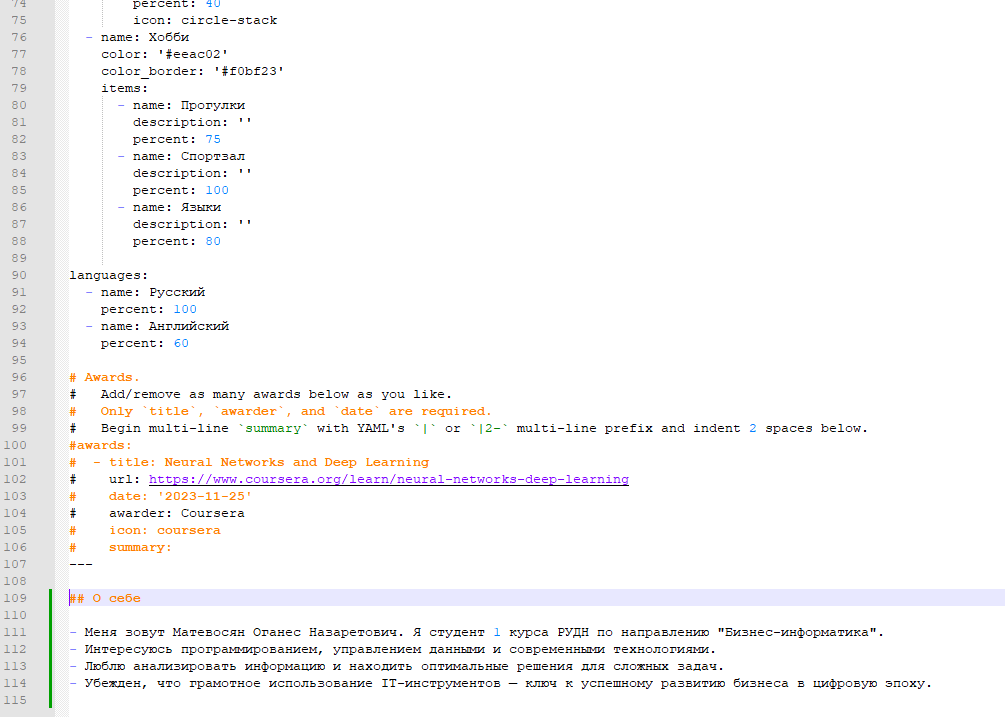 74 percent: 40
75 icon: circle-stack
76 - name: Хобби
77 color: '#eeac02'
78 color_border: '#f0bf23'
79 items:
80 - name: Прогулки
81 description: ''
82 percent: 75
83 - name: Спортзал
84 description: ''
85 percent: 100
86 - name: Языки
87 description: ''
88 percent: 80
89
90 languages:
91 - name: Русский
92 percent: 100
93 - name: Английский
94 percent: 60
95
96 # Awards.
97 #   Add/remove as many awards below as you like.
98 #   Only `title`, `awarder`, and `date` are required.
99 #   Begin multi-line `summary` with YAML's `|` or `|2-` multi-line prefix and indent 2 spaces below.
100 #awards:
101 #  - title: Neural Networks and Deep Learning
102 #    url: https://www.coursera.org/learn/neural-networks-deep-learning
103 #    date: '2023-11-25'
104 #    awarder: Coursera
105 #    icon: coursera
106 #    summary:
107 ---
108
109 ## О себе
110
111 - Меня зовут Матевосян Оганес Назаретович. Я студент 1 курса РУДН по направлению "Бизнес-информатика".
112 - Интересуюсь программированием, управлением данными и современными технологиями.
113 - Люблю анализировать информацию и находить оптимальные решения для сложных задач.
114 - Убежден, что грамотное использование IT-инструментов — ключ к успешному развитию бизнеса в цифровую эпоху.
115